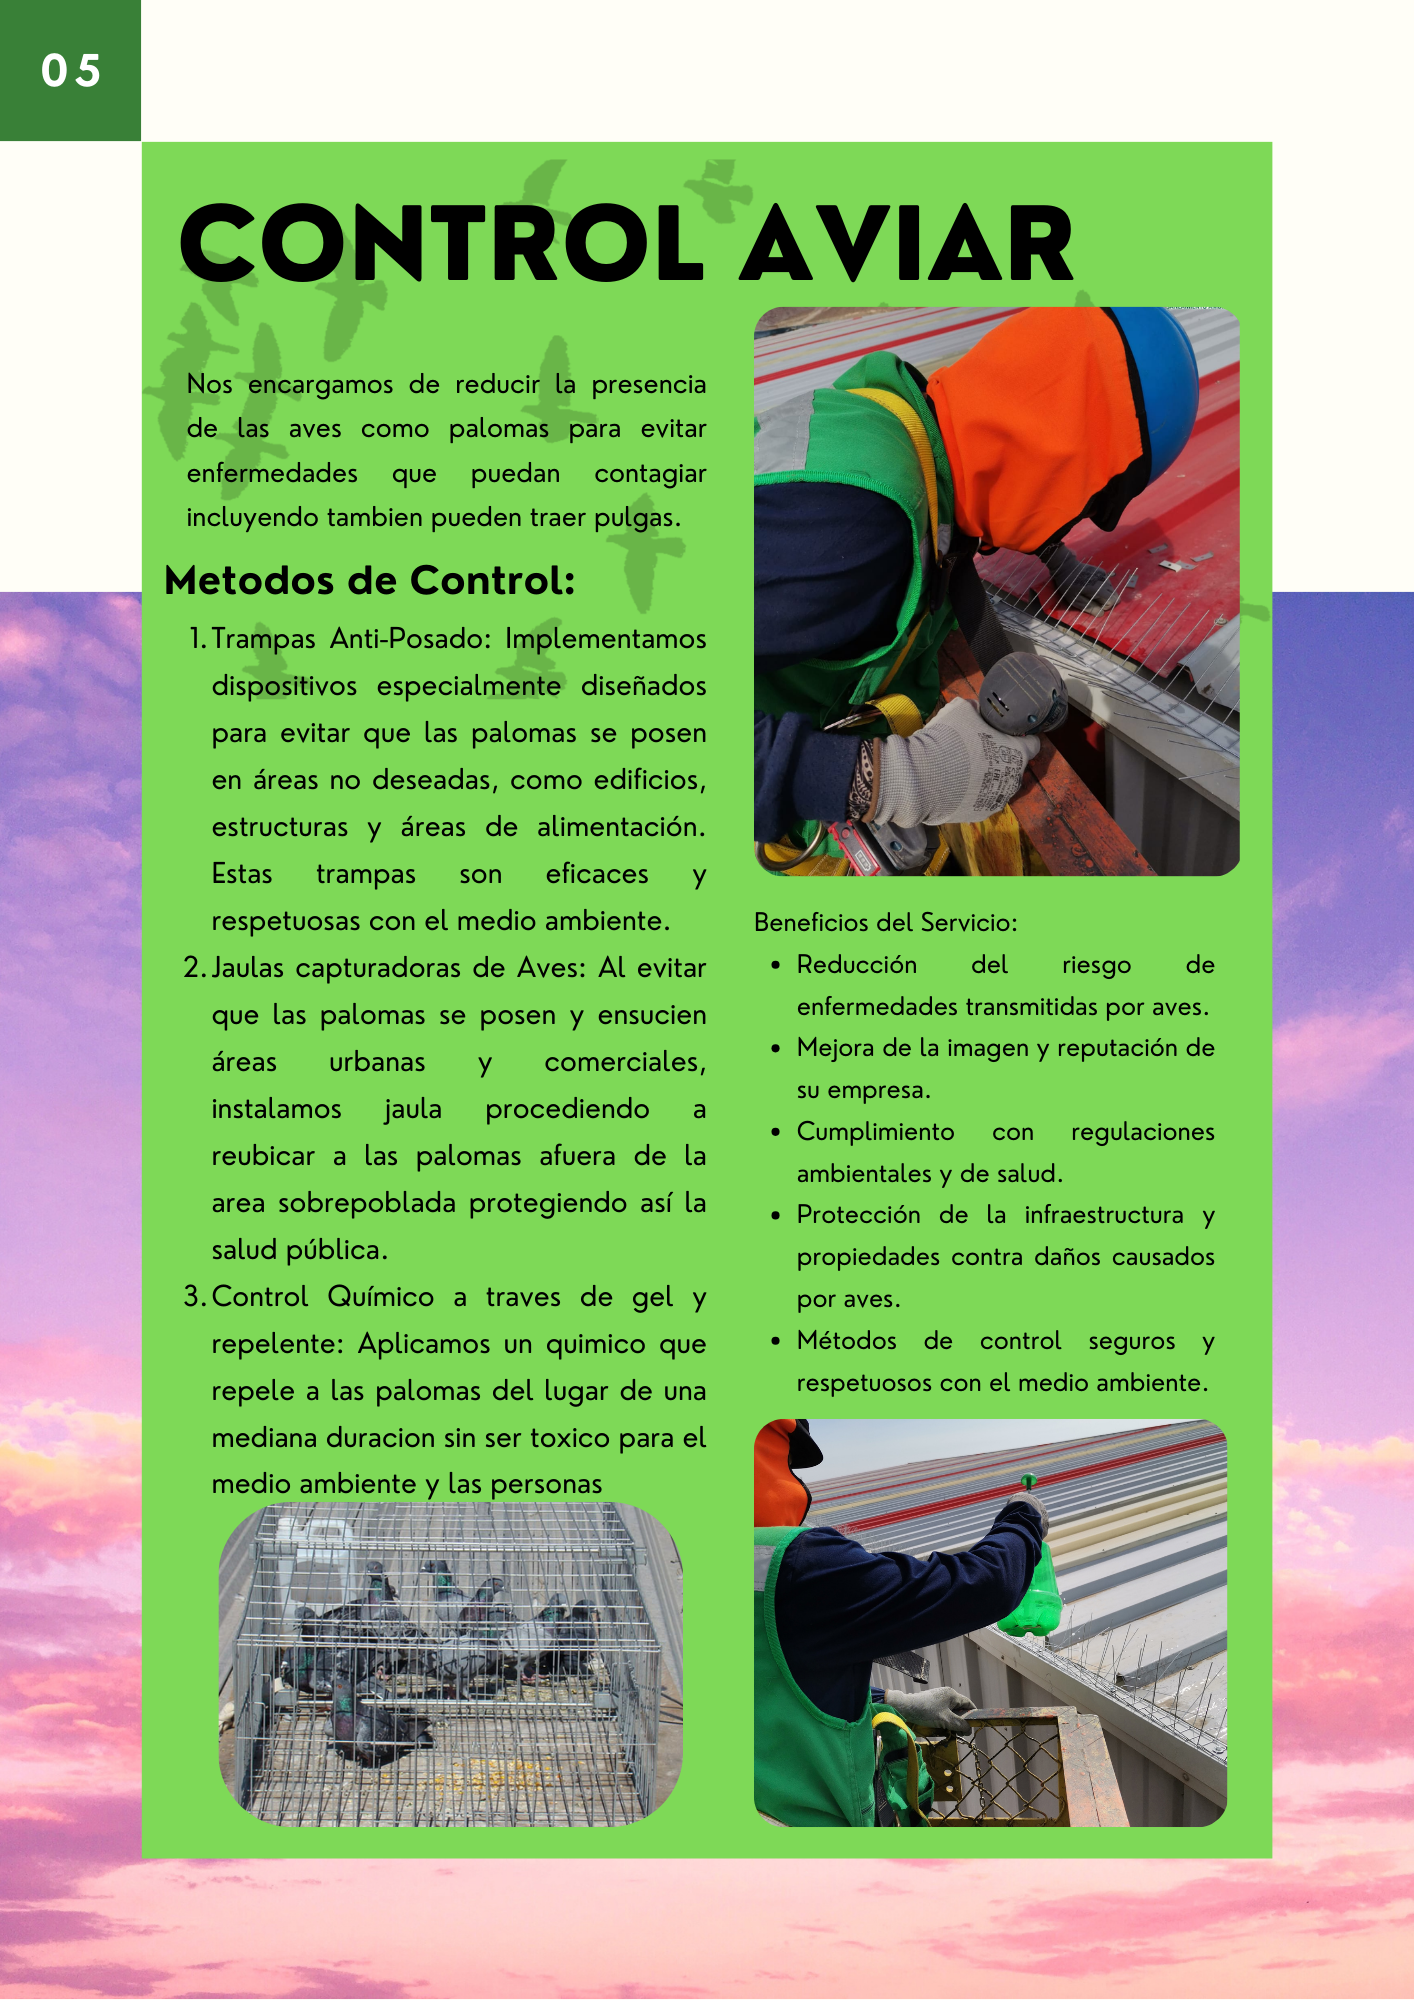 05
CONTROL AVIAR
Nos encargamos de reducir la presencia
de las aves como palomas para evitar
enfermedades que puedan contagiar
incluyendo tambien pueden traer pulgas.
Metodos de Control:
1. Trampas Anti-Posado: Implementamos
dispositivos especialmente diseñados
para evitar que las palomas se posen
en áreas no deseadas, como edificios,
estructuras y áreas de alimentación.
Estas trampas son eficaces y
respetuosas con el medio ambiente.
2. Jaulas capturadoras de Aves: Al evitar
que las palomas se posen y ensucien
áreas urbanas y comerciales,
instalamos jaula procediendo a
reubicar a las palomas afuera de la
area sobrepoblada protegiendo así la
salud pública.
3. Control Químico a traves de gel y
repelente: Aplicamos un quimico que
repele a las palomas del lugar de una
mediana duracion sin ser toxico para el
medio ambiente y las personas
Beneficios del Servicio:
• Reducción del riesgo de
enfermedades transmitidas por aves.
• Mejora de la imagen y reputación de
su empresa.
• Cumplimiento con regulaciones
ambientales y de salud.
• Protección de la infraestructura y
propiedades contra daños causados
por aves.
• Métodos de control seguros y
respetuosos con el medio ambiente.